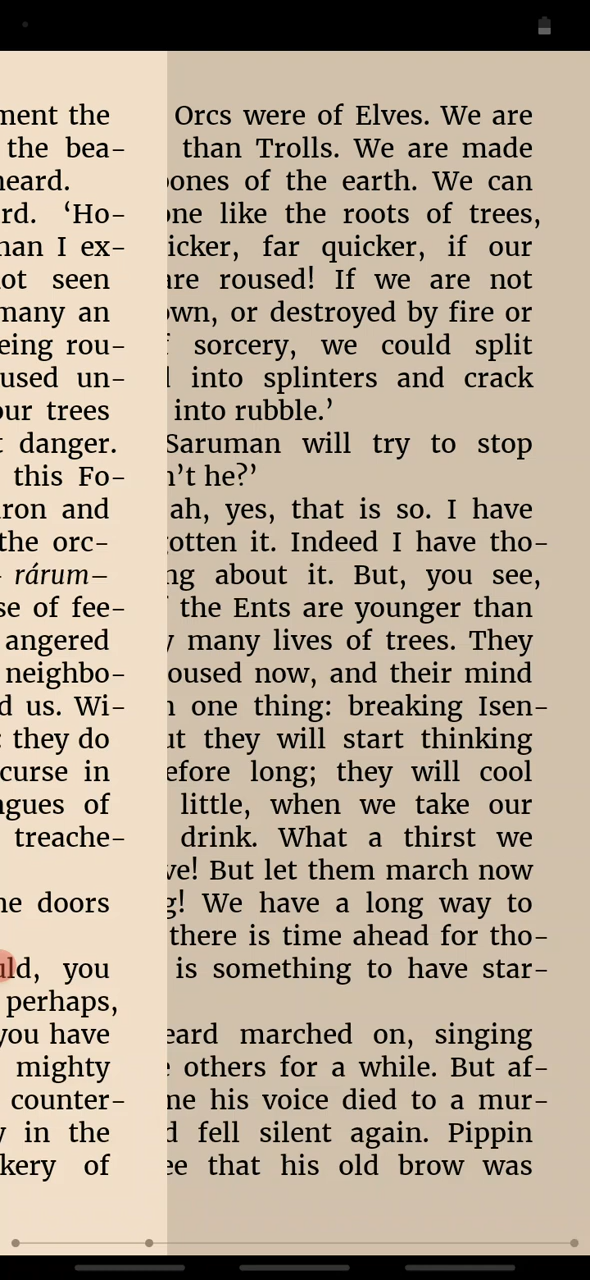 ment the
the bea-
heard.
rd. ‘Ho-
han I ex-
ot seen
many an
eing rou-
used un-
our trees
t danger.
this Fo-
ron and
the orc-
- rárum–
se of fee-
angered
neighbo-
d us. Wi-
: they do
curse in
ngues of
treache-
ne doors
uld, you
perhaps,
you have
mighty
counter-
y in the
kery of
Orcs were of Elves. We are
than Trolls. We are made
bones of the earth. We can
one like the roots of trees,
icker, far quicker, if our
are roused! If we are not
own, or destroyed by fire or
f sorcery, we could split
l into splinters and crack
into rubble.’
Saruman will try to stop
n’t he?’
ah, yes, that is so. I have
gotten it. Indeed I have tho-
ng about it. But, you see,
f the Ents are younger than
y many lives of trees. They
oused now, and their mind
n one thing: breaking Isen-
ut they will start thinking
efore long; they will cool
little, when we take our
drink. What a thirst we
ve! But let them march now
g! We have a long way to
there is time ahead for tho-
is something to have star-
eard marched on, singing
e others for a while. But af-
me his voice died to a mur-
d fell silent again. Pippin
ee that his old brow was